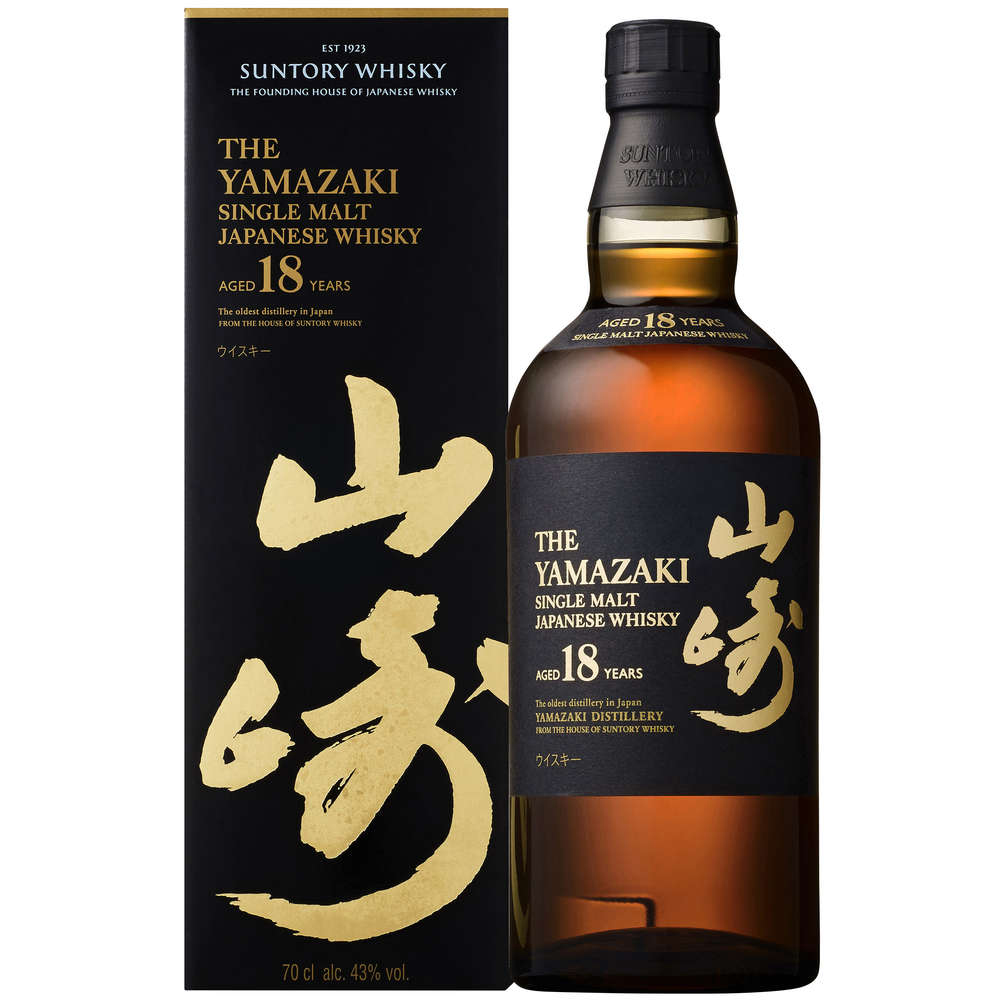 EST 1923
SUNTORY WHISKY
THE FOUNDING HOUSE OF JAPANESE WHISKY
THE
YAMAZAKI
SINGLE MALT
JAPANESE WHISKY
AGED 18 YEARS
The oldest distillery in Japan
FROM THE HOUSE OF SUNTORY WHISKY
ウイスキー
山
崎
70 cl alc. 43% vol.
SUNTORY
WHISKY
AGED 18 YEARS
SINGLE MALT JAPANESE WHISKY
THE
YAMAZAKI
SINGLE MALT
JAPANESE WHISKY
AGED 18 YEARS
The oldest distillery in Japan
YAMAZAKI DISTILLERY
FROM THE HOUSE OF SUNTORY WHISKY
ウイスキー
山
崎